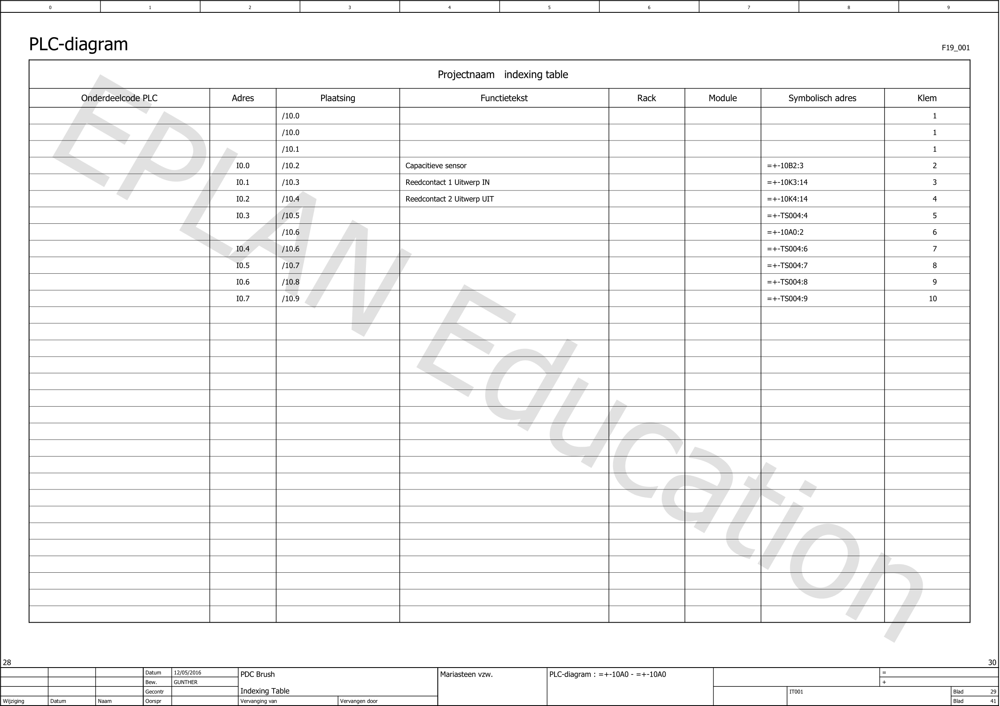 0 1 2 3 4 5 6 7 8 9
PLC-diagram F19_001
Projectnaam indexing table
Onderdeelcode PLC Adres Plaatsing Functietekst Rack Module Symbolisch adres Klem
/10.0 1
/10.0 1
/10.1 1
I0.0 /10.2 Capacitieve sensor =+-10B2:3 2
I0.1 /10.3 Reedcontact 1 Uitwerp IN =+-10K3:14 3
I0.2 /10.4 Reedcontact 2 Uitwerp UIT =+-10K4:14 4
I0.3 /10.5 =+-TS004:4 5
/10.6 =+-10A0:2 6
I0.4 /10.6 =+-TS004:6 7
I0.5 /10.7 =+-TS004:7 8
I0.6 /10.8 =+-TS004:8 9
I0.7 /10.9 =+-TS004:9 10
EPLAN Education
28 30
Datum 12/05/2016 PDC Brush Mariasteen vzw. PLC-diagram : =+-10A0 - =+-10A0 =
Bew. GUNTHER +
Gecontr Indexing Table IT001 Blad 29
Wijziging Datum Naam Oorspr Vervanging van Vervangen door Blad 41